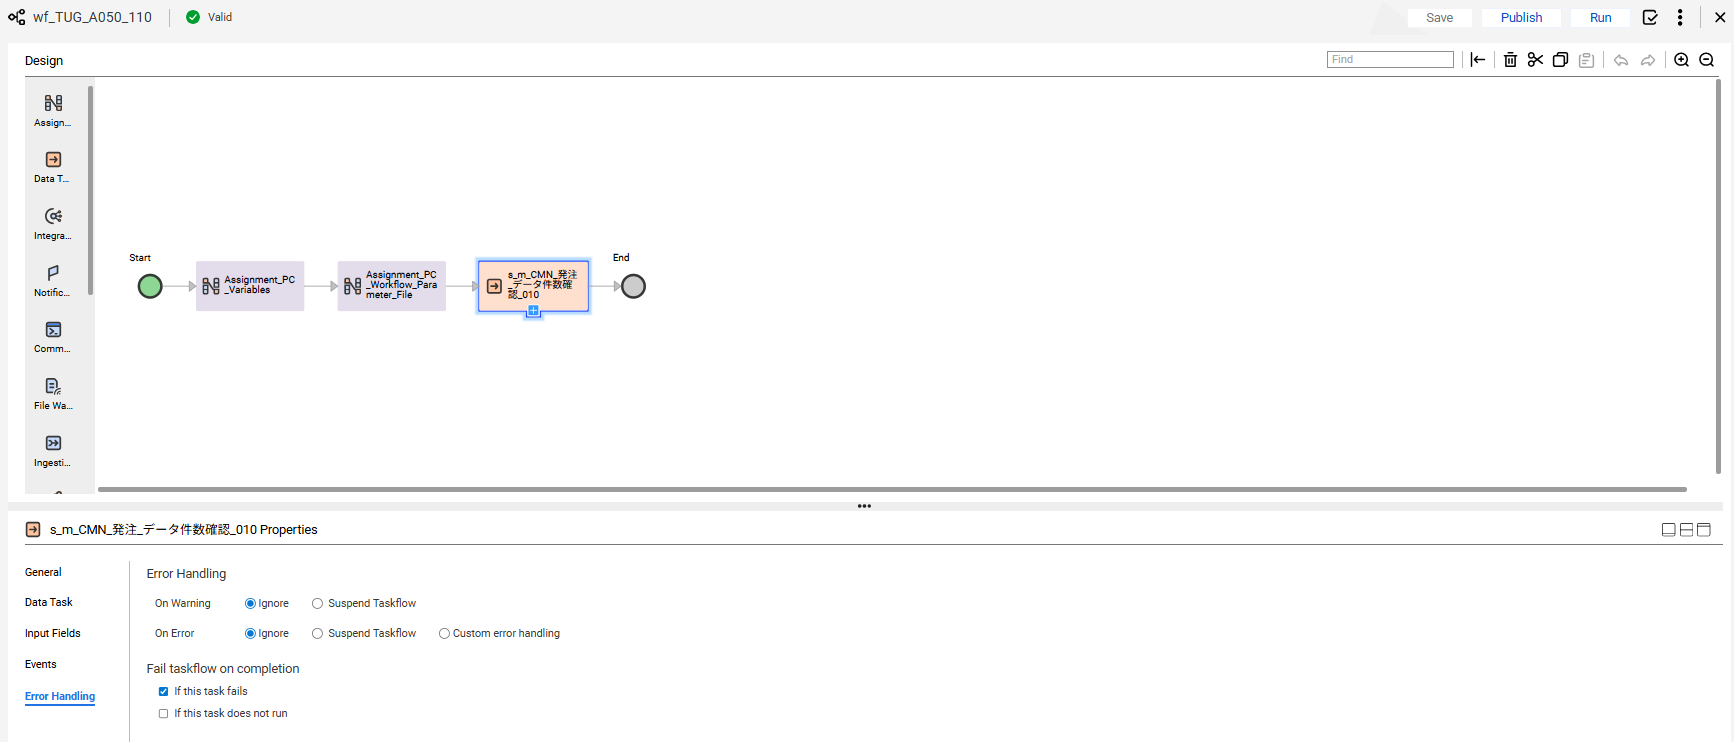 wf_TUG_A050_110
Valid
Save
Publish
Run
Design
Find
Assign...
Data T...
Integra...
Notific...
Comm...
File Wa...
Ingesti...
Start
Assignment_PC
_Variables
Assignment_PC
_Workflow_Para
meter_File
s_m_CMN_発注
_データ件数確
認_010
End
s_m_CMN_発注_データ件数確認_010 Properties
General
Data Task
Input Fields
Events
Error Handling
Error Handling
On Warning Ignore Suspend Taskflow
On Error Ignore Suspend Taskflow Custom error handling
Fail taskflow on completion
If this task fails
If this task does not run